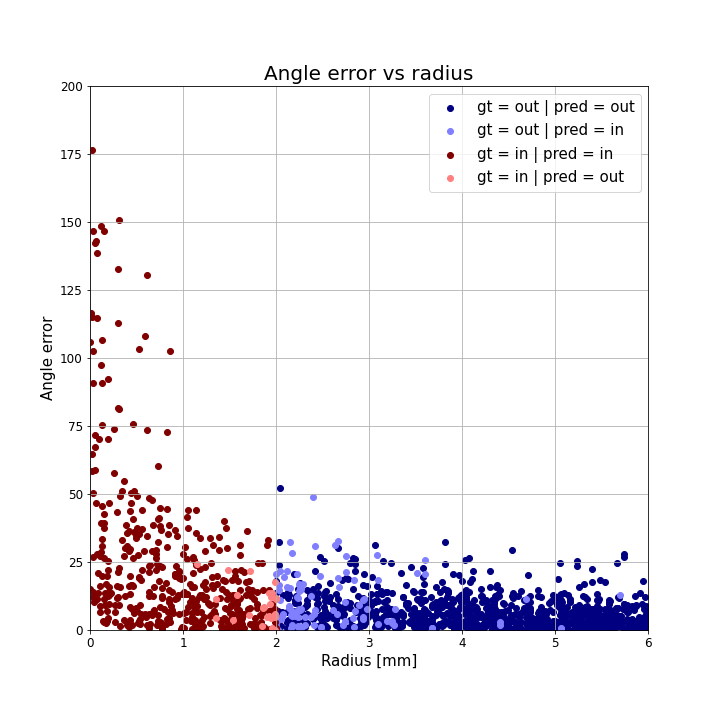 Angle error vs radius
gt = out | pred = out
gt = out | pred = in
gt = in | pred = in
gt = in | pred = out
200
175
150
125
100
75
50
25
0
Angle error
0 1 2 3 4 5 6
Radius [mm]